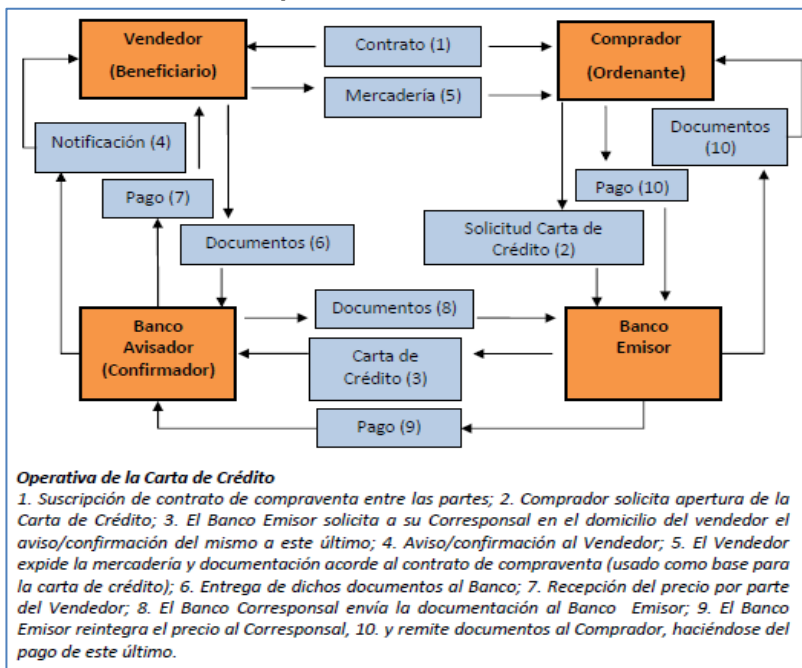 Vendedor
(Beneficiario)
Contrato (1)
Comprador
(Ordenante)
Mercadería (5)
Notificación (4)
Documentos
(10)
Pago (7)
Pago (10)
Documentos (6)
Solicitud Carta de
Crédito (2)
Banco
Avisador
(Confirmador)
Documentos (8)
Banco
Emisor
Carta de
Crédito (3)
Pago (9)
Operativa de la Carta de Crédito
1. Suscripción de contrato de compraventa entre las partes; 2. Comprador solicita apertura de la
Carta de Crédito; 3. El Banco Emisor solicita a su Corresponsal en el domicilio del vendedor el
aviso/confirmación del mismo a este último; 4. Aviso/confirmación al Vendedor; 5. El Vendedor
expide la mercadería y documentación acorde al contrato de compraventa (usado como base para
la carta de crédito); 6. Entrega de dichos documentos al Banco; 7. Recepción del precio por parte
del Vendedor; 8. El Banco Corresponsal envía la documentación al Banco Emisor; 9. El Banco
Emisor reintegra el precio al Corresponsal, 10. y remite documentos al Comprador, haciéndose del
pago de este último.